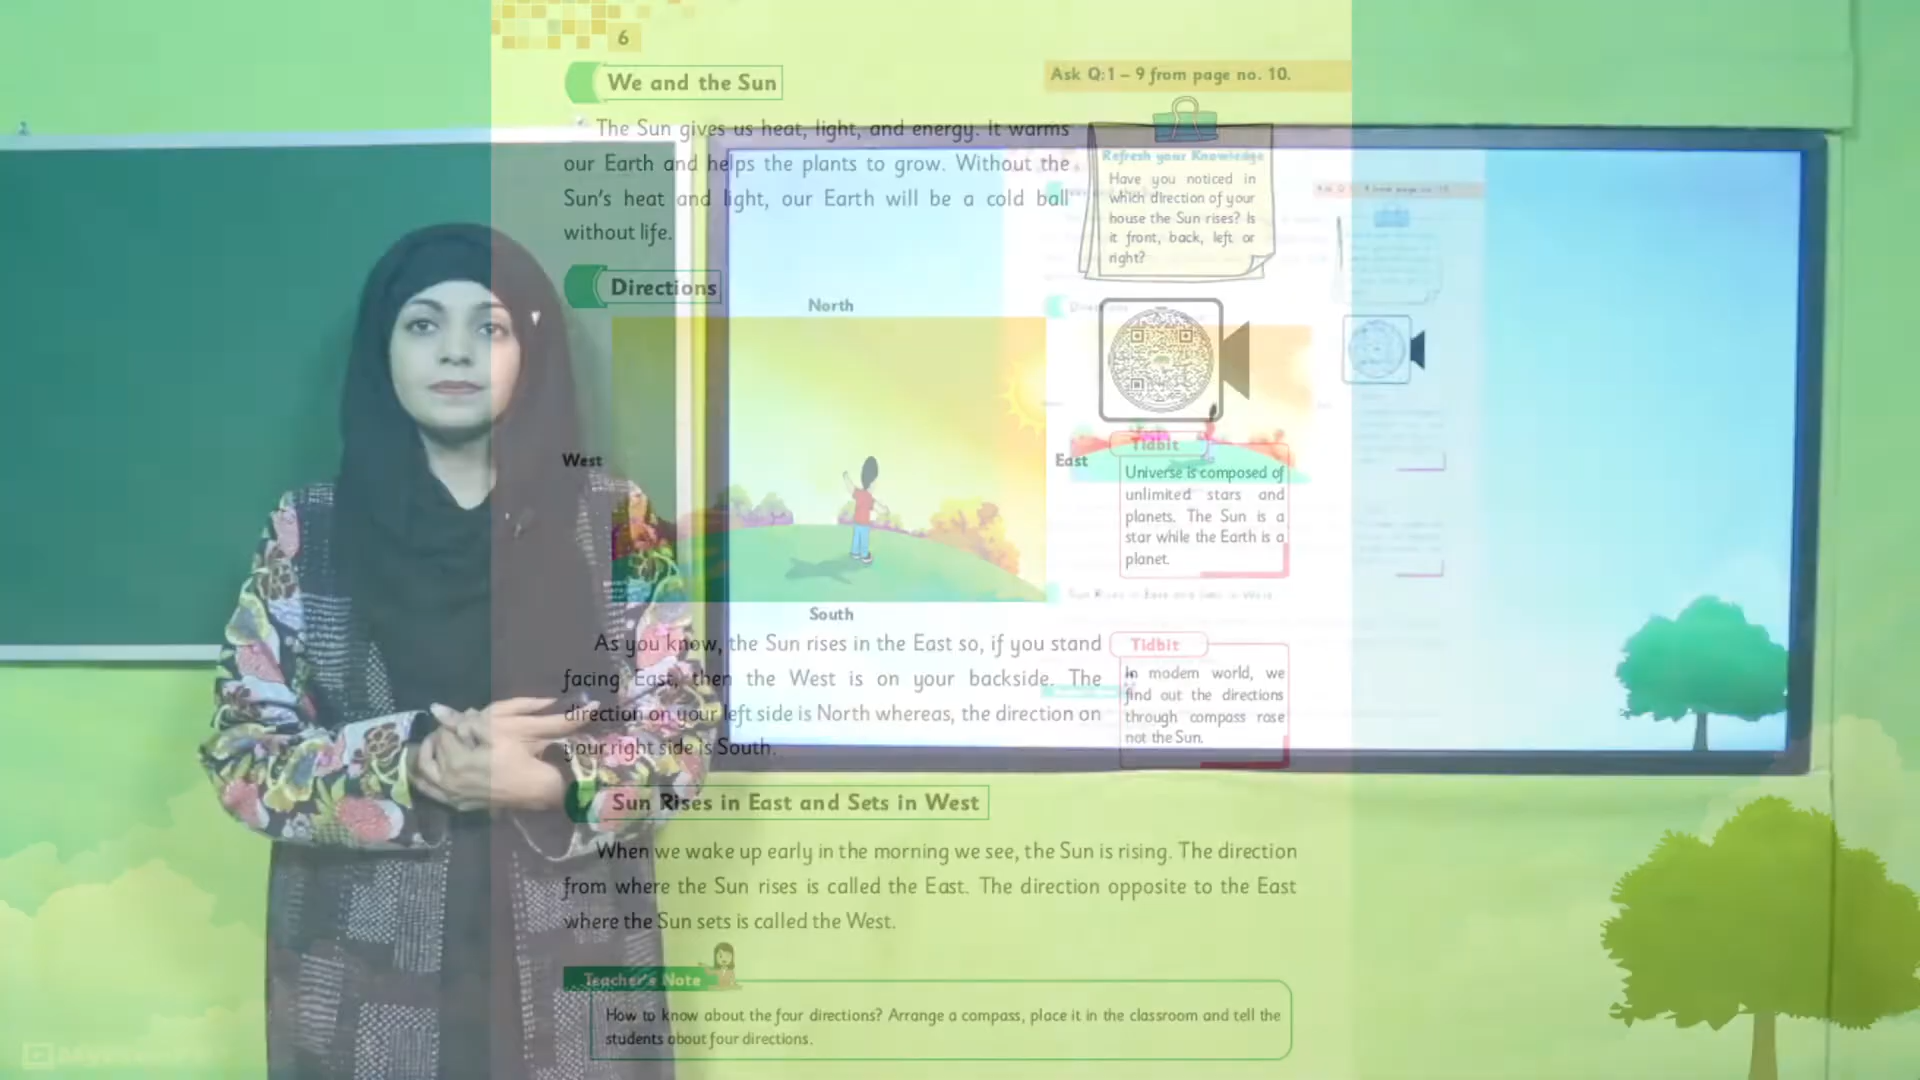 6
We and the Sun
Ask Q:1 – 9 from page no. 10.
The Sun gives us heat, light, and energy. It warms
our Earth and helps the plants to grow. Without the
Sun's heat and light, our Earth will be a cold ball
without life.
Refresh your Knowledge
Have you noticed in
which direction of your
house the Sun rises? Is
it front, back, left or
right?
Directions
North
West
East
South
Tidbit
Universe is composed of
unlimited stars and
planets. The Sun is a
star while the Earth is a
planet.
As you know, the Sun rises in the East so, if you stand
facing East, then the West is on your backside. The
direction on your left side is North whereas, the direction on
your right side is South.
Tidbit
In modern world, we
find out the directions
through compass rose
not the Sun.
Sun Rises in East and Sets in West
When we wake up early in the morning we see, the Sun is rising. The direction
from where the Sun rises is called the East. The direction opposite to the East
where the Sun sets is called the West.
Teacher's Note
How to know about the four directions? Arrange a compass, place it in the classroom and tell the
students about four directions.